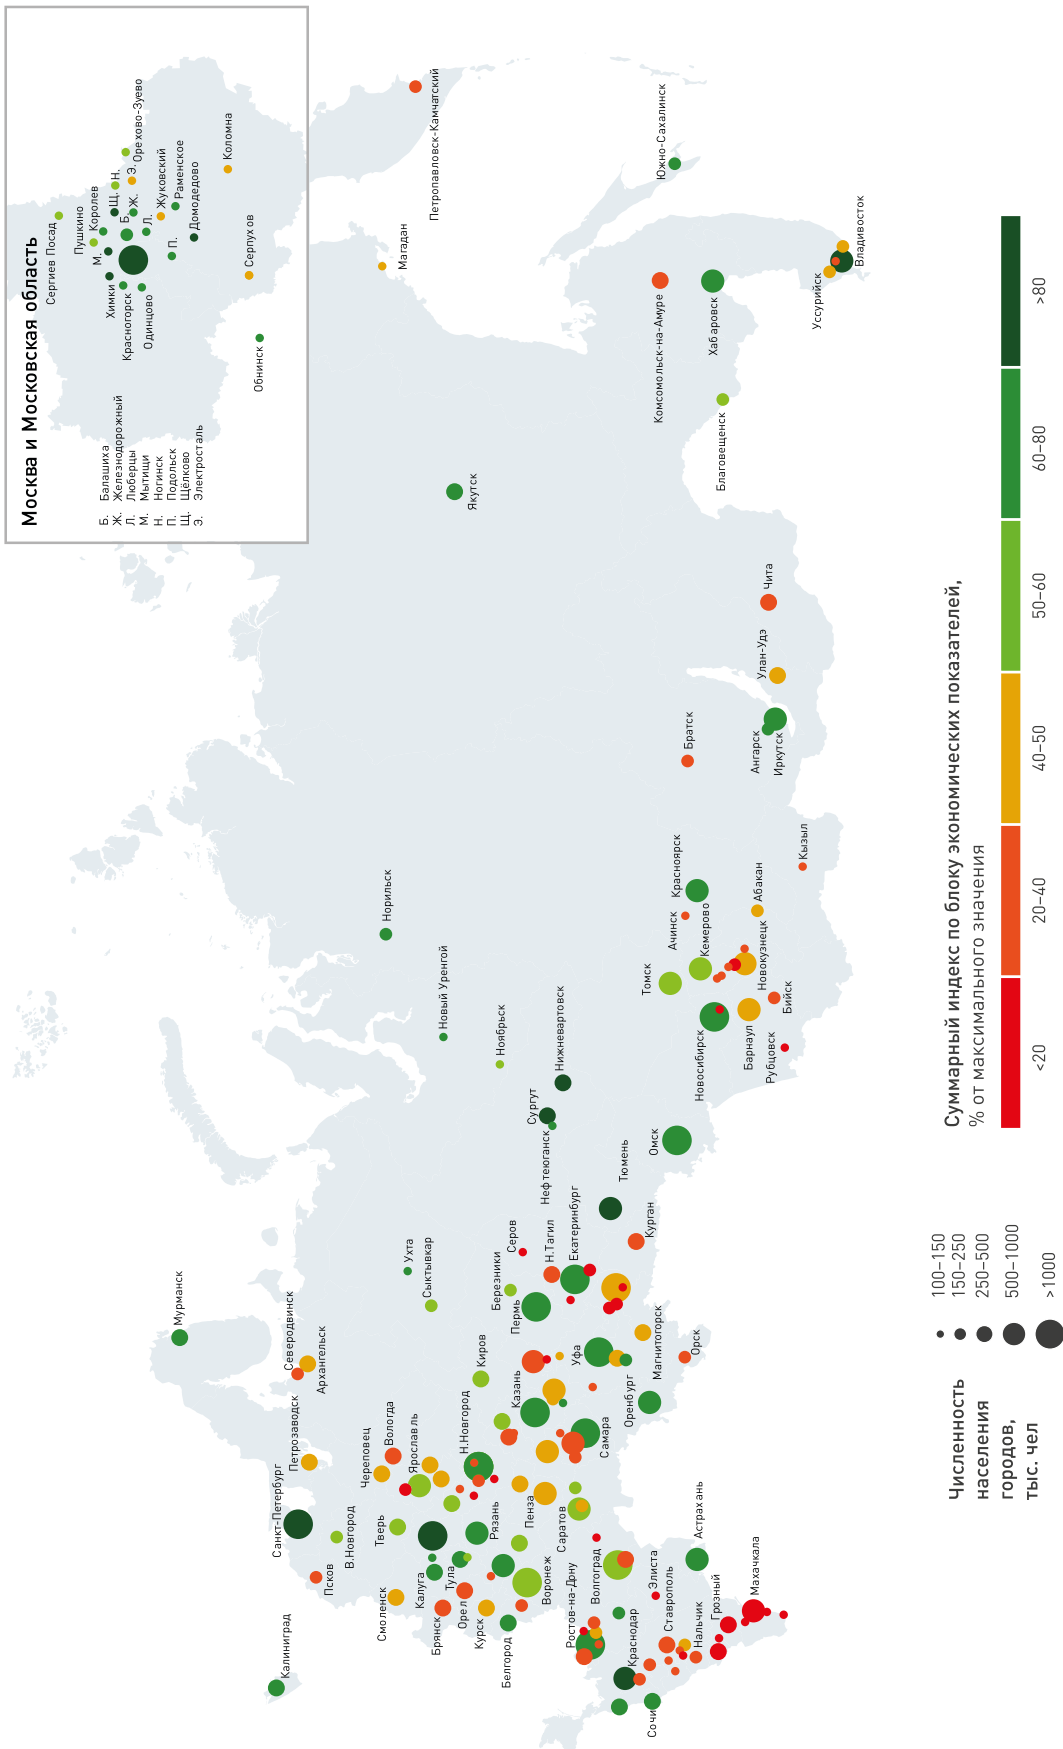 Москва и Московская область
Сергиев Посад
Пушкино
Королев
М.
Щ.
Н.
Э.
Орехово-Зуево
Б.
Ж.
Химки
Красногорск
Одинцово
Л.
Жуковский
П.
Раменское
Домодедово
Коломна
Серпухов
Обнинск
Б. Балашиха
Ж. Железнодорожный
Л. Люберцы
М. Мытищи
Н. Ногинск
П. Подольск
Щ. Щёлково
Э. Электросталь
Петропавловск-Камчатский
Магадан
Южно-Сахалинск
Комсомольск-на-Амуре
Хабаровск
Уссурийск
Владивосток
Благовещенск
Якутск
Чита
Улан-Удэ
Братск
Ангарск
Иркутск
Норильск
Новый Уренгой
Ноябрьск
Красноярск
Ачинск
Кемерово
Абакан
Кызыл
Томск
Новокузнецк
Новосибирск
Барнаул
Бийск
Рубцовск
Нижневартовск
Сургут
Нефтеюганск
Омск
Тюмень
Мурманск
Северодвинск
Архангельск
Ухта
Сыктывкар
Серов
Березники
Н.Тагил
Екатеринбург
Курган
Пермь
Петрозаводск
Киров
Казань
Уфа
Магнитогорск
Орск
Оренбург
Санкт-Петербург
Череповец
Вологда
Ярославль
Н.Новгород
Самара
В.Новгород
Псков
Тверь
Рязань
Пенза
Саратов
Калининград
Смоленск
Калуга
Тула
Брянск
Орел
Курск
Белгород
Воронеж
Ростов-на-Дону
Волгоград
Астрахань
Элиста
Краснодар
Ставрополь
Сочи
Нальчик
Грозный
Махачкала
Численность
населения
городов,
тыс. чел
100–150
150–250
250–500
500–1000
>1000
Суммарный индекс по блоку экономических показателей,
% от максимального значения
<20
20–40
40–50
50–60
60–80
>80